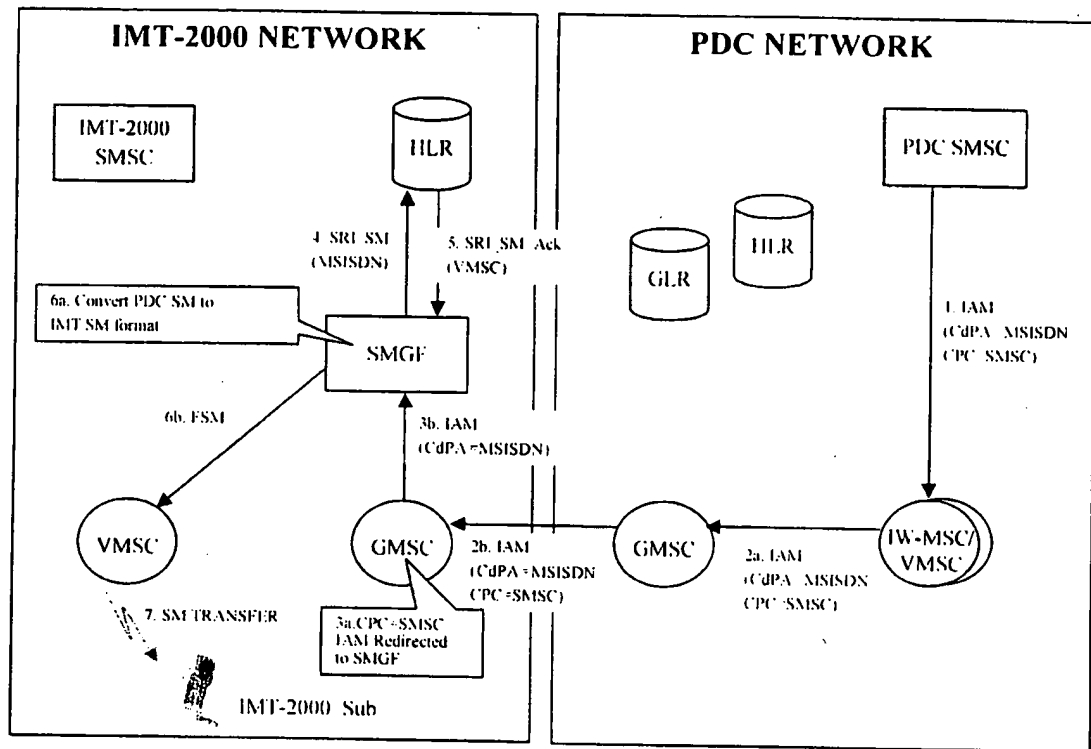 IMT-2000 NETWORK
IMT-2000
SMSC
HLR
4. SRI_SM
(MSISDN)
5. SRI_SM_Ack
(VMSC)
6a. Convert PDC SM to
IMT SM format
SMGF
6b. FSM
3b. IAM
(CdPA=MSISDN)
VMSC
GMSC
2b. IAM
(CdPA=MSISDN
CPC=SMSC)
3a.CPC=SMSC
IAM Redirected
to SMGF
7. SM TRANSFER
IMT-2000 Sub
PDC NETWORK
PDC SMSC
HLR
GLR
1. IAM
(CdPA=MSISDN
CPC=SMSC)
GMSC
IW-MSC/
VMSC
2a. IAM
(CdPA=MSISDN
CPC=SMSC)